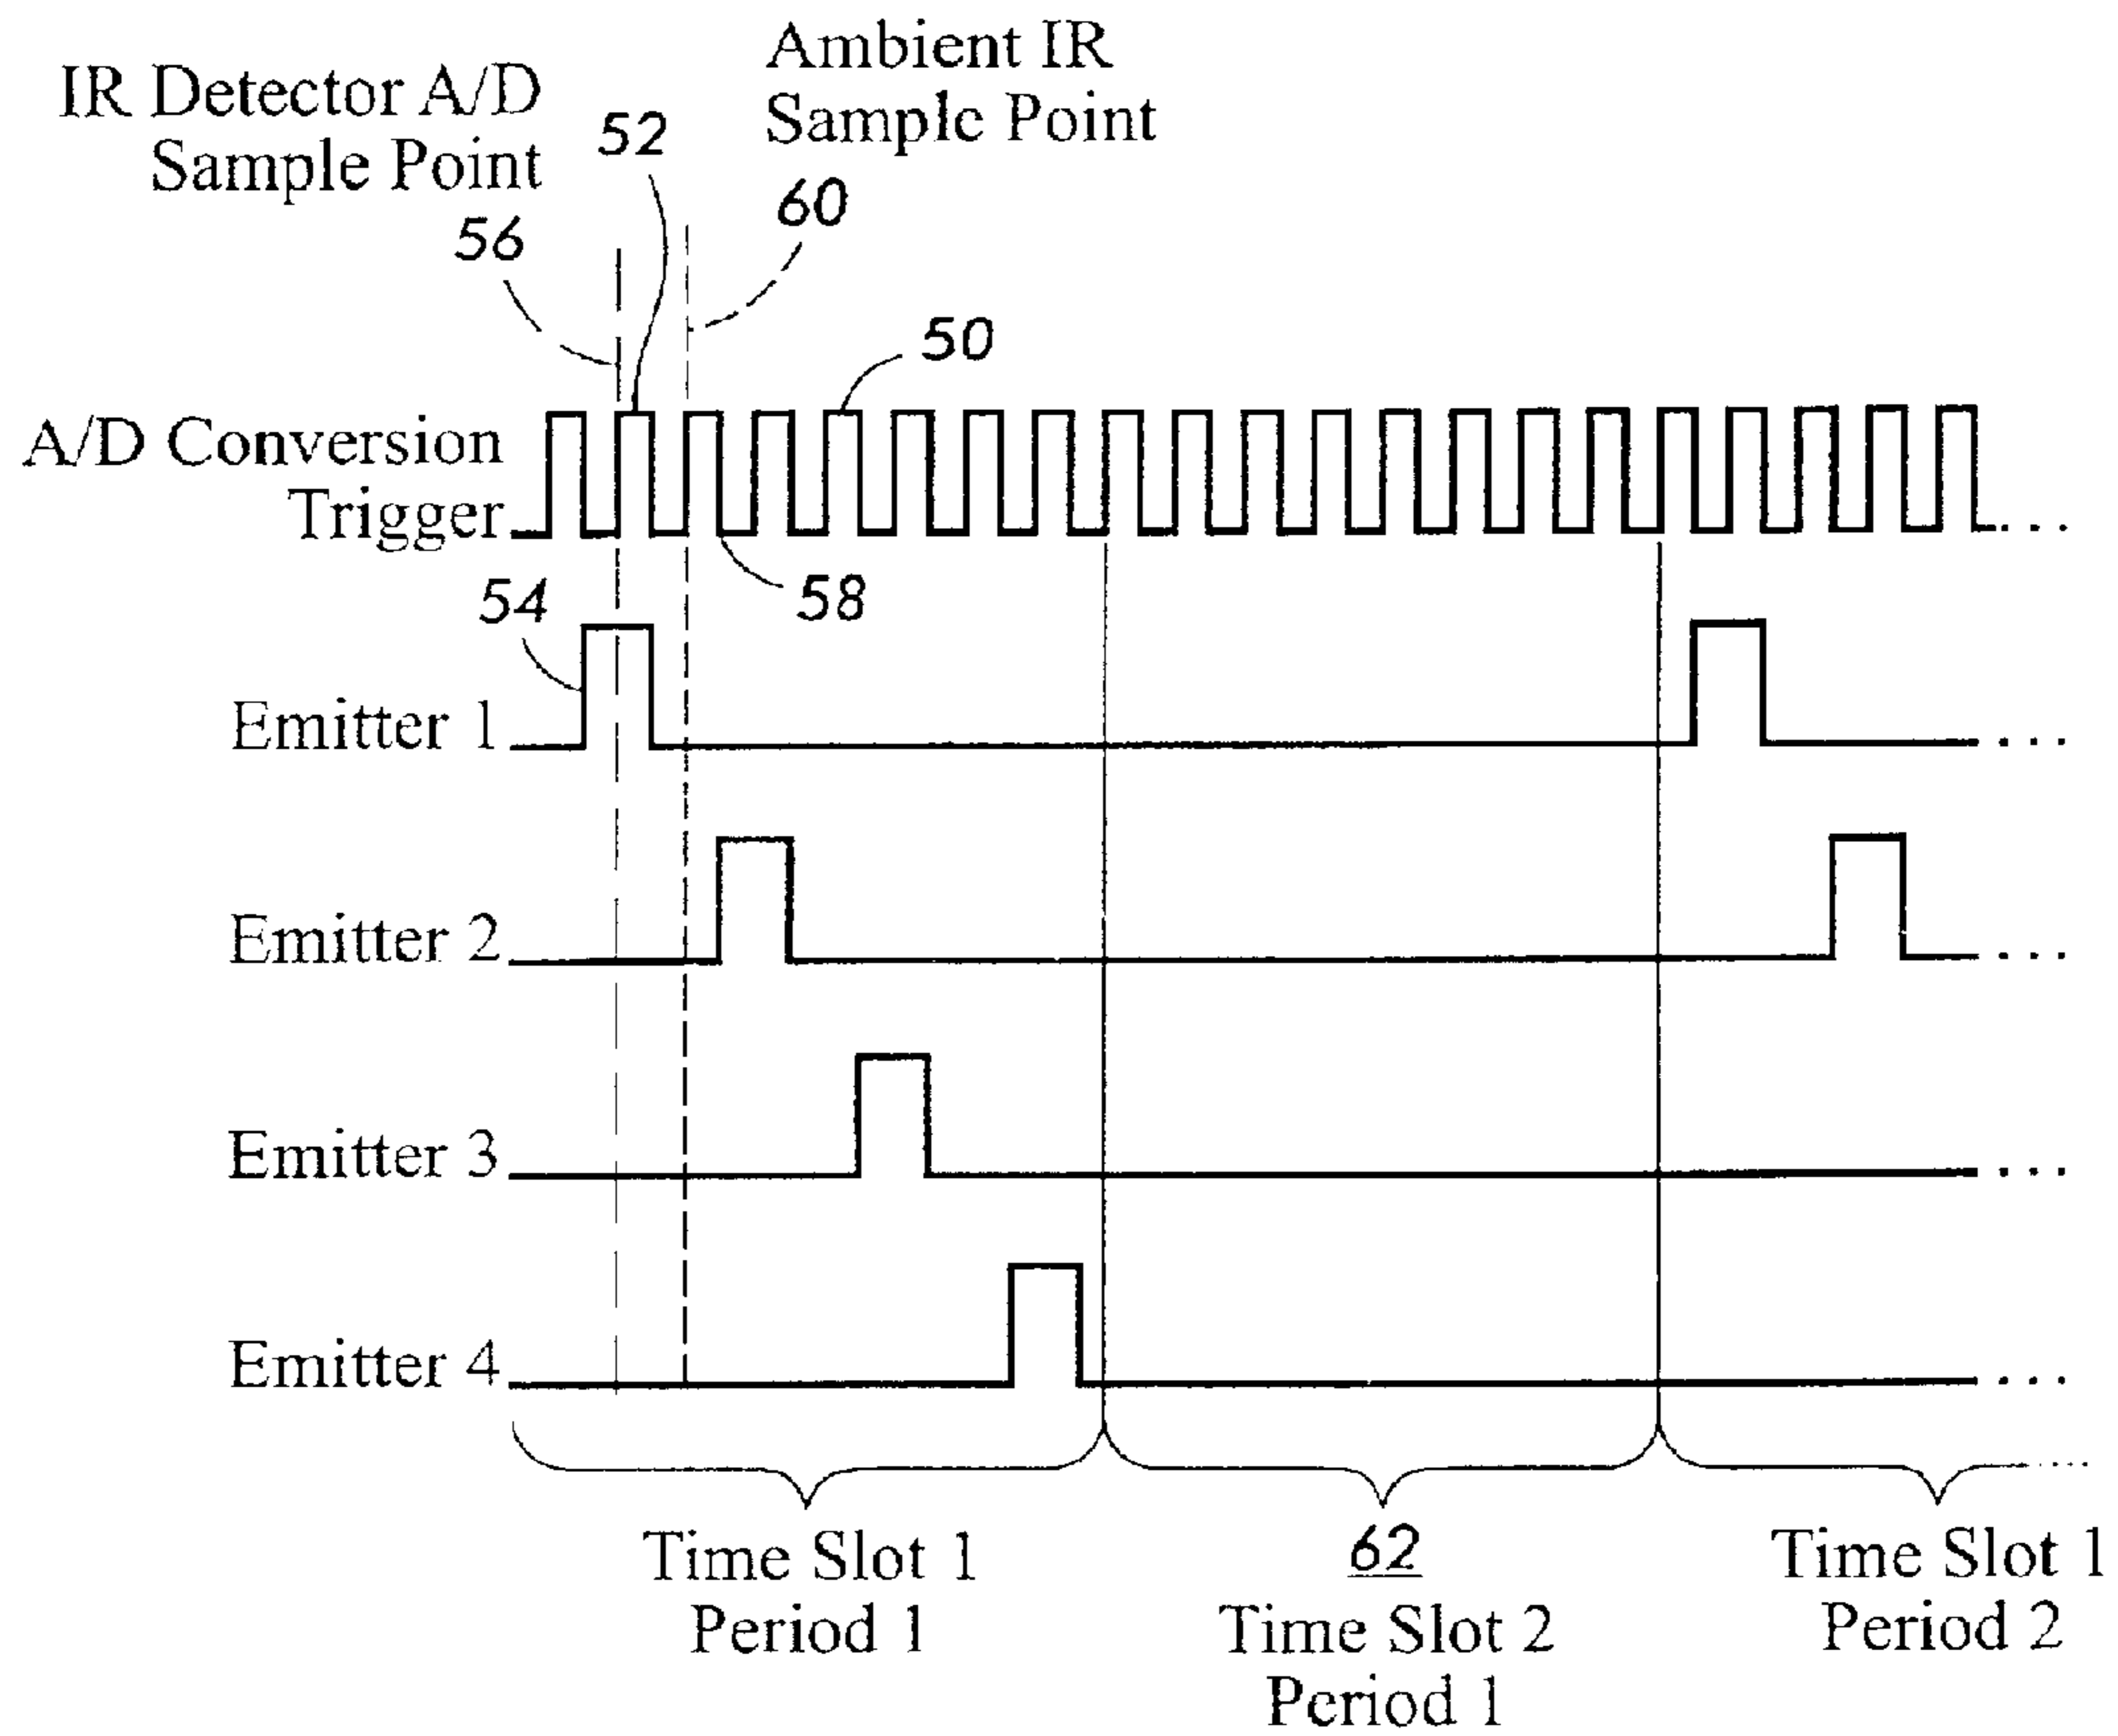 IR Detector A/D
Sample Point
56
52
Ambient IR
Sample Point
60
50
A/D Conversion
Trigger
...
54
58
Emitter 1
...
Emitter 2
...
Emitter 3
...
Emitter 4
...
Time Slot 1
Period 1
62
Time Slot 2
Period 1
Time Slot 1
Period 2